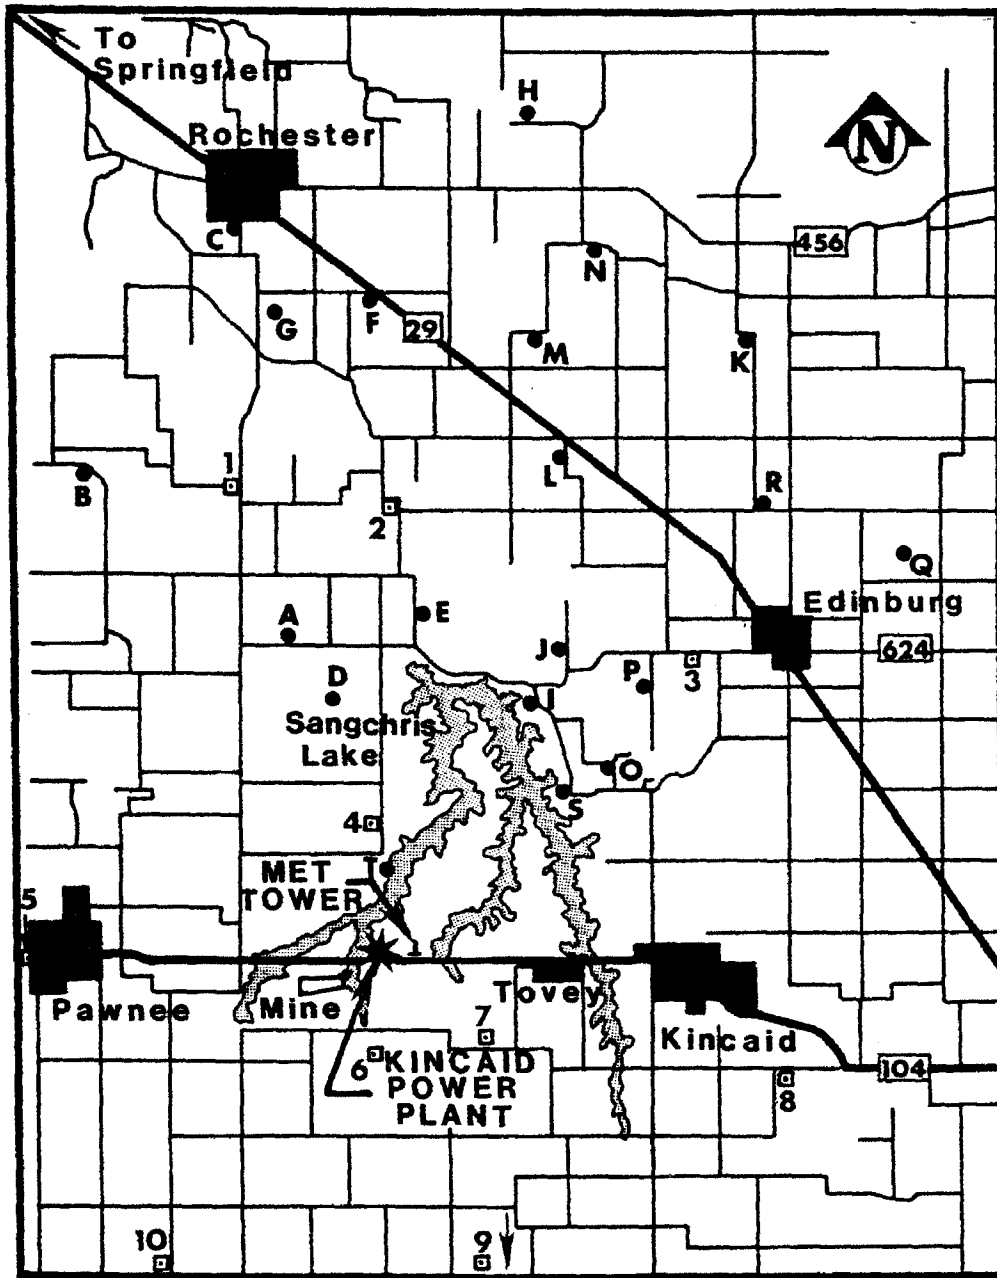 To
Springfield
Rochester
H
N
C
456
N
G
F
29
M
K
1
L
B
R
2
Q
A
E
Edinburg
J
624
D
P
3
I
Sangchris
Lake
O
S
4
T
MET
TOWER
5
Pawnee
Mine
Tovey
7
Kincaid
6
KINCAID
POWER
PLANT
104
8
10
9